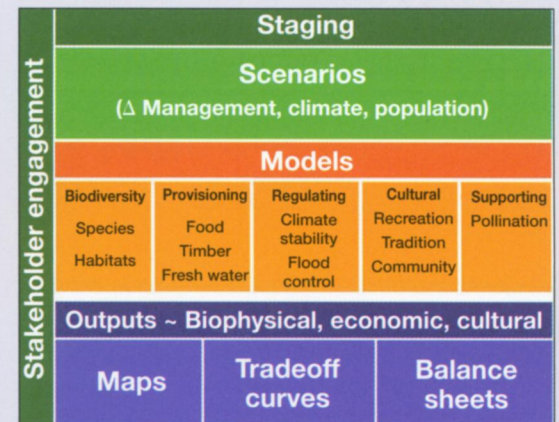 Stakeholder engagement
Staging
Scenarios
(Δ Management, climate, population)
Models
Biodiversity
Species
Habitats
Provisioning
Food
Timber
Fresh water
Regulating
Climate
stability
Flood
control
Cultural
Recreation
Tradition
Community
Supporting
Pollination
Outputs ~ Biophysical, economic, cultural
Maps
Tradeoff
curves
Balance
sheets